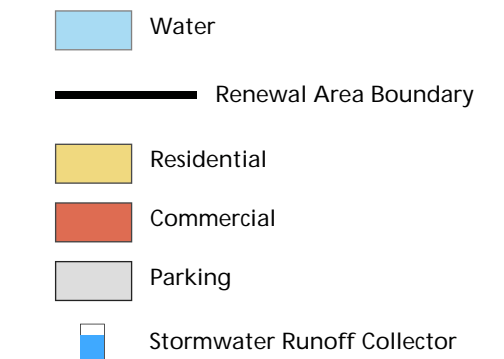 Water
Renewal Area Boundary
Residential
Commercial
Parking
Stormwater Runoff Collector